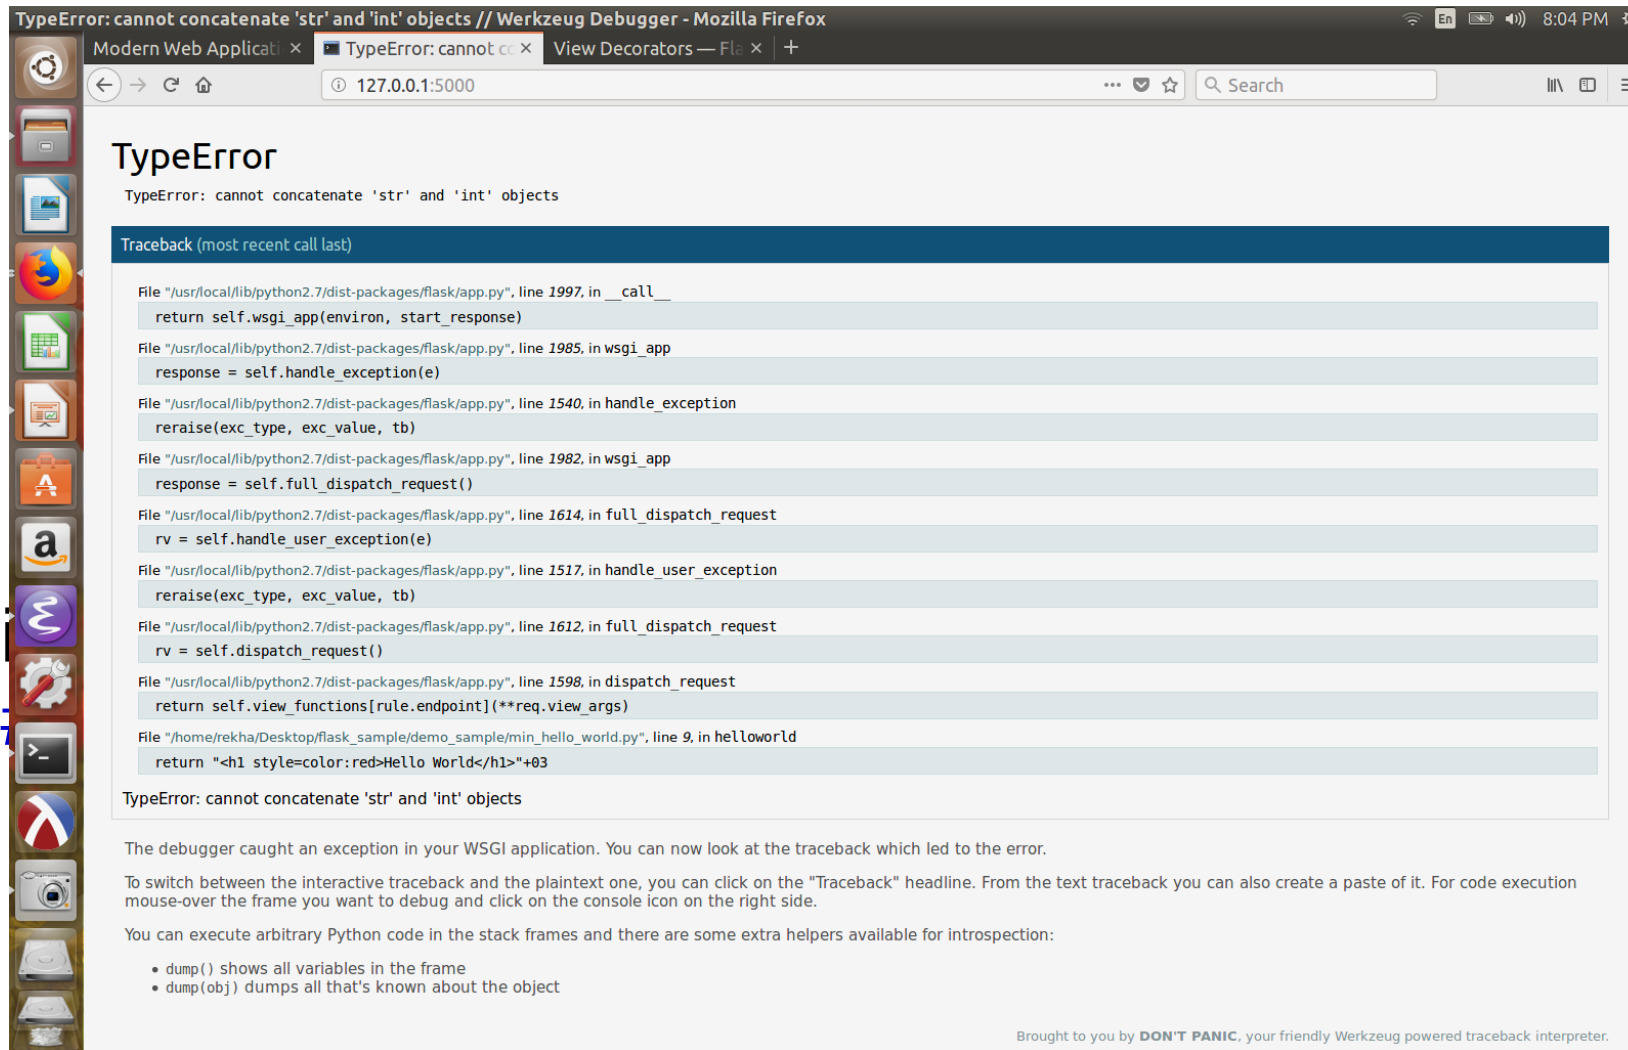 TypeError: cannot concatenate 'str' and 'int' objects // Werkzeug Debugger - Mozilla Firefox
En
8:04 PM
Modern Web Applicati
TypeError: cannot cc
View Decorators — Fla
127.0.0.1:5000
Search
TypeError
TypeError: cannot concatenate 'str' and 'int' objects
Traceback (most recent call last)
File "/usr/local/lib/python2.7/dist-packages/flask/app.py", line 1997, in __call__
return self.wsgi_app(environ, start_response)
File "/usr/local/lib/python2.7/dist-packages/flask/app.py", line 1985, in wsgi_app
response = self.handle_exception(e)
File "/usr/local/lib/python2.7/dist-packages/flask/app.py", line 1540, in handle_exception
reraise(exc_type, exc_value, tb)
File "/usr/local/lib/python2.7/dist-packages/flask/app.py", line 1982, in wsgi_app
response = self.full_dispatch_request()
File "/usr/local/lib/python2.7/dist-packages/flask/app.py", line 1614, in full_dispatch_request
rv = self.handle_user_exception(e)
File "/usr/local/lib/python2.7/dist-packages/flask/app.py", line 1517, in handle_user_exception
reraise(exc_type, exc_value, tb)
File "/usr/local/lib/python2.7/dist-packages/flask/app.py", line 1612, in full_dispatch_request
rv = self.dispatch_request()
File "/usr/local/lib/python2.7/dist-packages/flask/app.py", line 1598, in dispatch_request
return self.view_functions[rule.endpoint](**req.view_args)
File "/home/rekha/Desktop/flask_sample/demo_sample/min_hello_world.py", line 9, in helloworld
return "<h1 style=color:red>Hello World</h1>"+03
TypeError: cannot concatenate 'str' and 'int' objects
The debugger caught an exception in your WSGI application. You can now look at the traceback which led to the error.
To switch between the interactive traceback and the plaintext one, you can click on the "Traceback" headline. From the text traceback you can also create a paste of it. For code execution
mouse-over the frame you want to debug and click on the console icon on the right side.
You can execute arbitrary Python code in the stack frames and there are some extra helpers available for introspection:
• dump() shows all variables in the frame
• dump(obj) dumps all that's known about the object
Brought to you by DON'T PANIC, your friendly Werkzeug powered traceback interpreter.